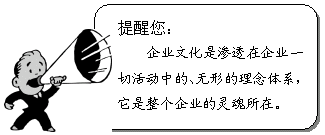 提醒您：
企业文化是渗透在企业一
切活动中的、无形的理念体系，
它是整个企业的灵魂所在。